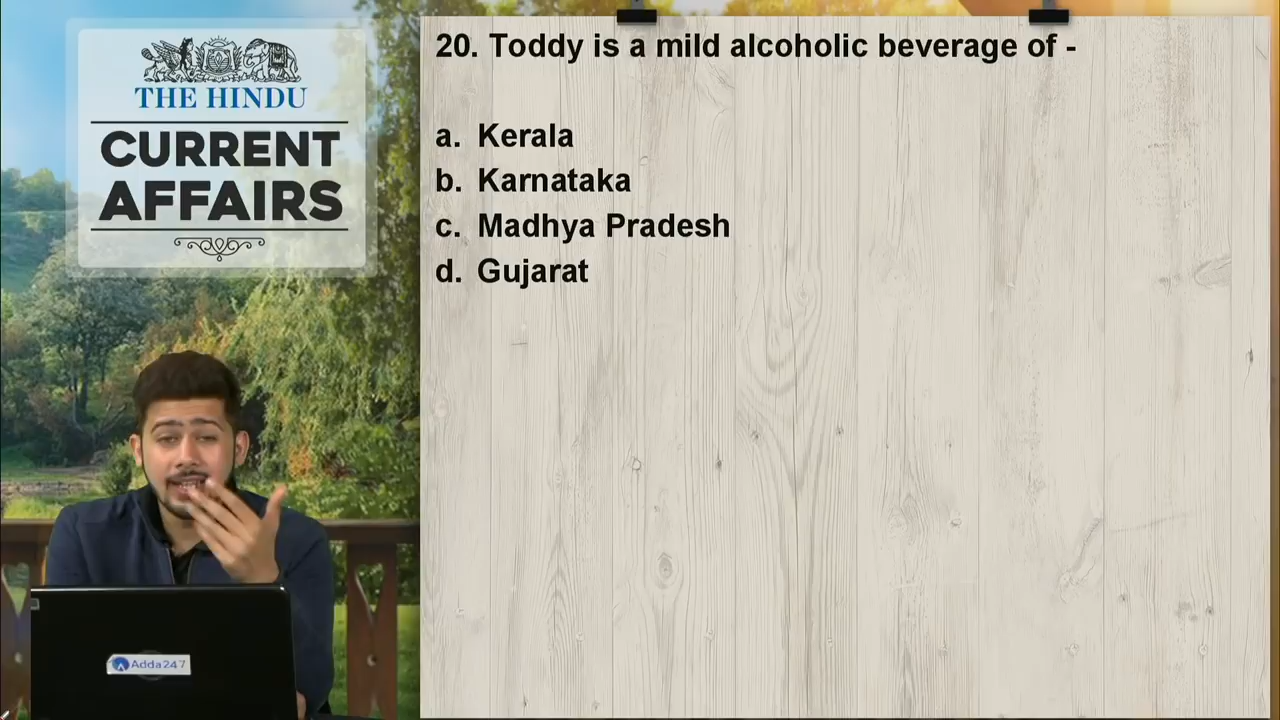 THE HINDU
CURRENT
AFFAIRS
20. Toddy is a mild alcoholic beverage of -
a. Kerala
b. Karnataka
c. Madhya Pradesh
d. Gujarat
Adda247